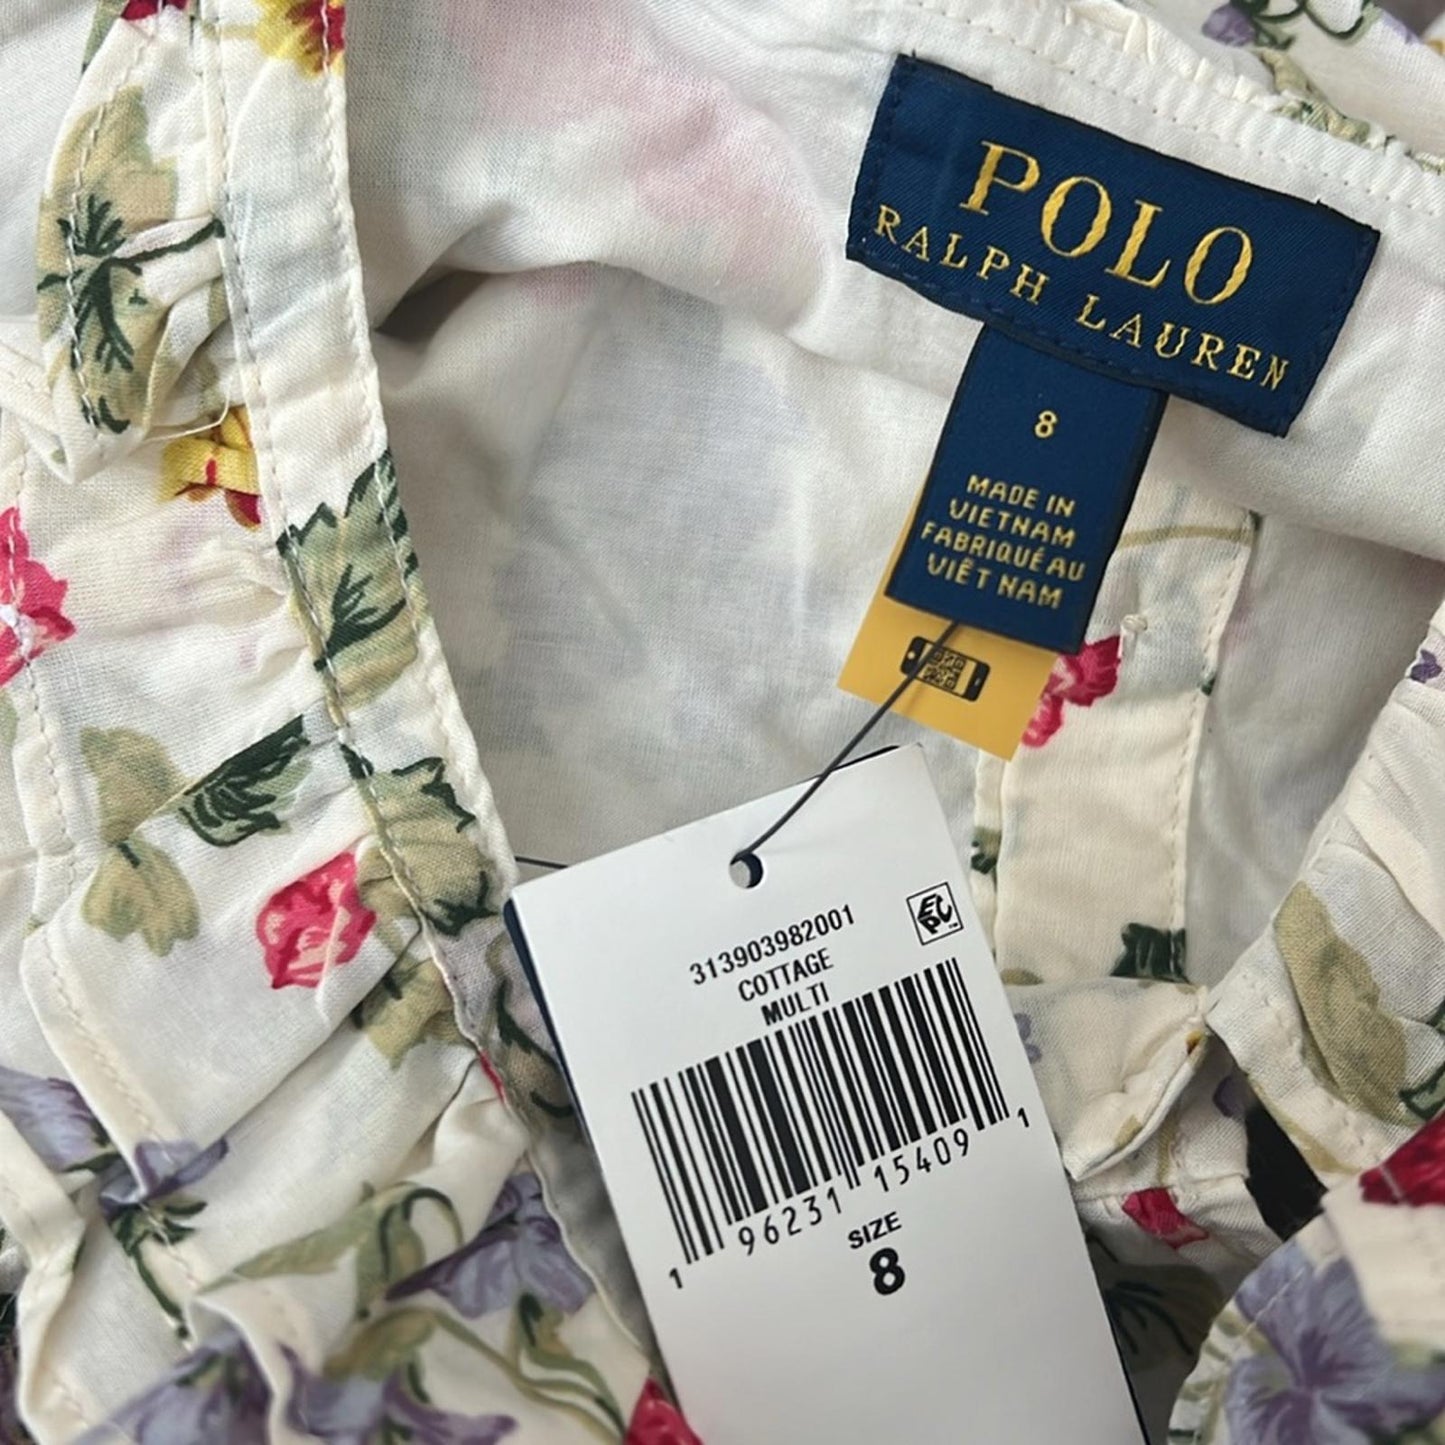 POLO
RALPH LAUREN
8
MADE IN
VIETNAM
FABRIQUÉ AU
VIÊT NAM
313903982001
COTTAGE
MULTI
EPC
1 96231 15409 1
SIZE
8